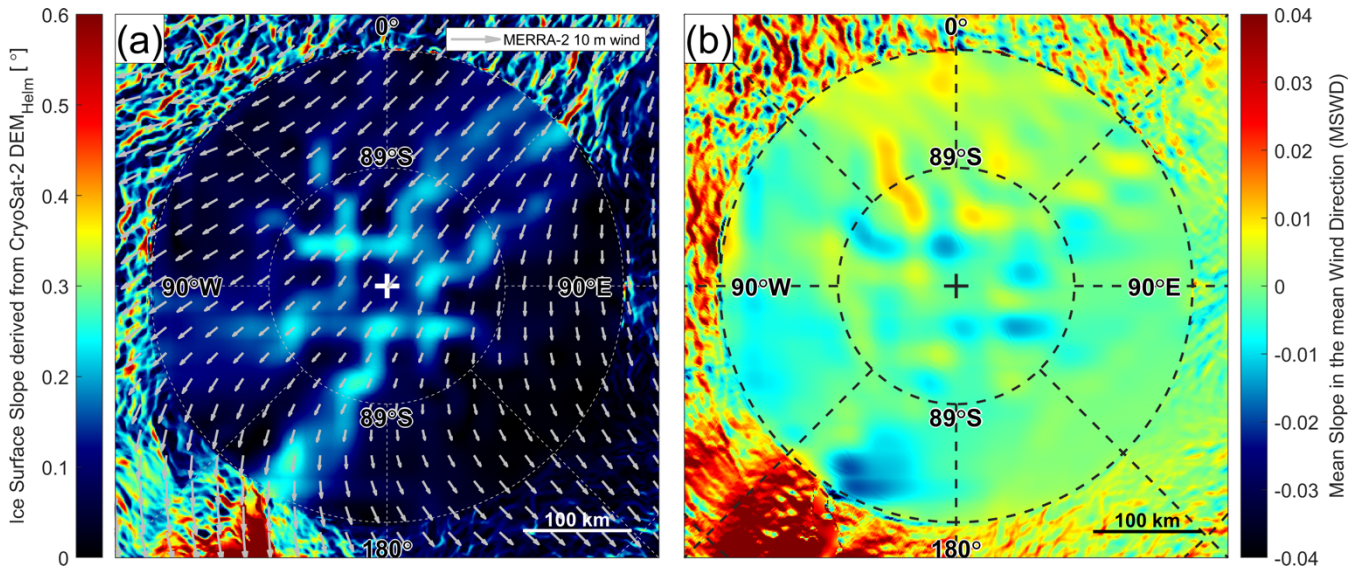 Ice Surface Slope derived from CryoSat-2 DEM_Helm [ °]
0.6
0.5
0.4
0.3
0.2
0.1
0
(a)
0°
MERRA-2 10 m wind
89°S
90°W
90°E
89°S
180°
100 km
(b)
0°
89°S
90°W
90°E
89°S
180°
100 km
0.04
0.03
0.02
0.01
0
-0.01
-0.02
-0.03
-0.04
Mean Slope in the mean Wind Direction (MSWD)